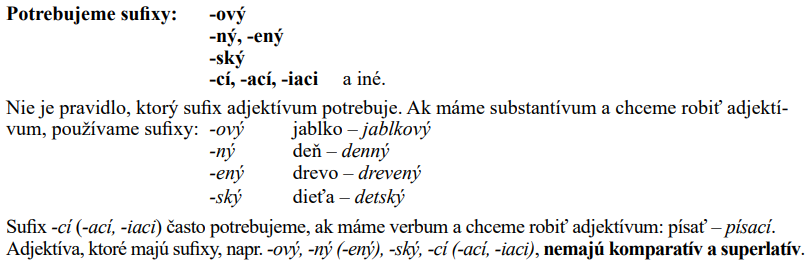 Potrebujeme sufixy: -ový
-ný, -ený
-ský
-cí, -ací, -iaci a iné.
Nie je pravidlo, ktorý sufix adjektívum potrebuje. Ak máme substantívum a chceme robiť adjektí-
vum, používame sufixy: -ový jablko – jablkový
-ný deň – denný
-ený drevo – drevený
-ský dieťa – detský
Sufix -cí (-ací, -iaci) často potrebujeme, ak máme verbum a chceme robiť adjektívum: písať – písací.
Adjektíva, ktoré majú sufixy, napr. -ový, -ný (-ený), -ský, -cí (-ací, -iaci), nemajú komparatív a superlatív.